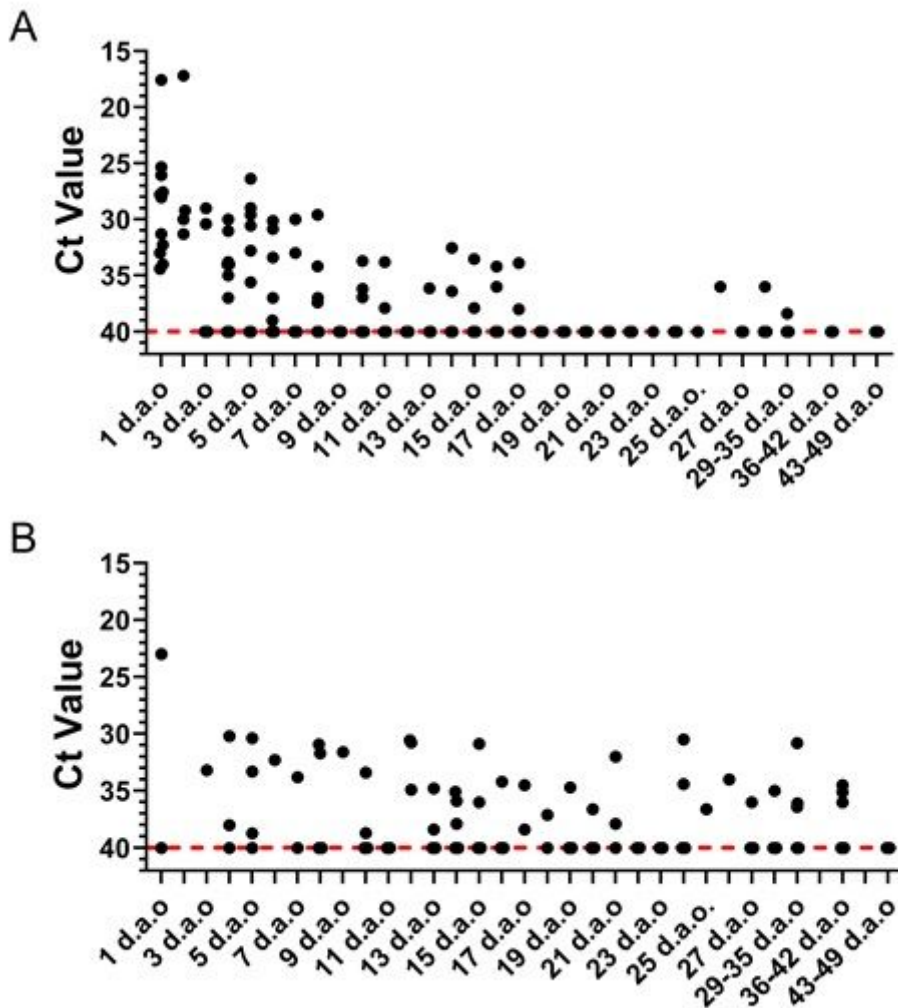 A
15
20
25
30
35
40
Ct Value
1 d.a.o
3 d.a.o
5 d.a.o
7 d.a.o
9 d.a.o
11 d.a.o
13 d.a.o
15 d.a.o
17 d.a.o
19 d.a.o
21 d.a.o
23 d.a.o
25 d.a.o.
27 d.a.o
29-35 d.a.o
36-42 d.a.o
43-49 d.a.o
B
15
20
25
30
35
40
Ct Value
1 d.a.o
3 d.a.o
5 d.a.o
7 d.a.o
9 d.a.o
11 d.a.o
13 d.a.o
15 d.a.o
17 d.a.o
19 d.a.o
21 d.a.o
23 d.a.o
25 d.a.o.
27 d.a.o
29-35 d.a.o
36-42 d.a.o
43-49 d.a.o